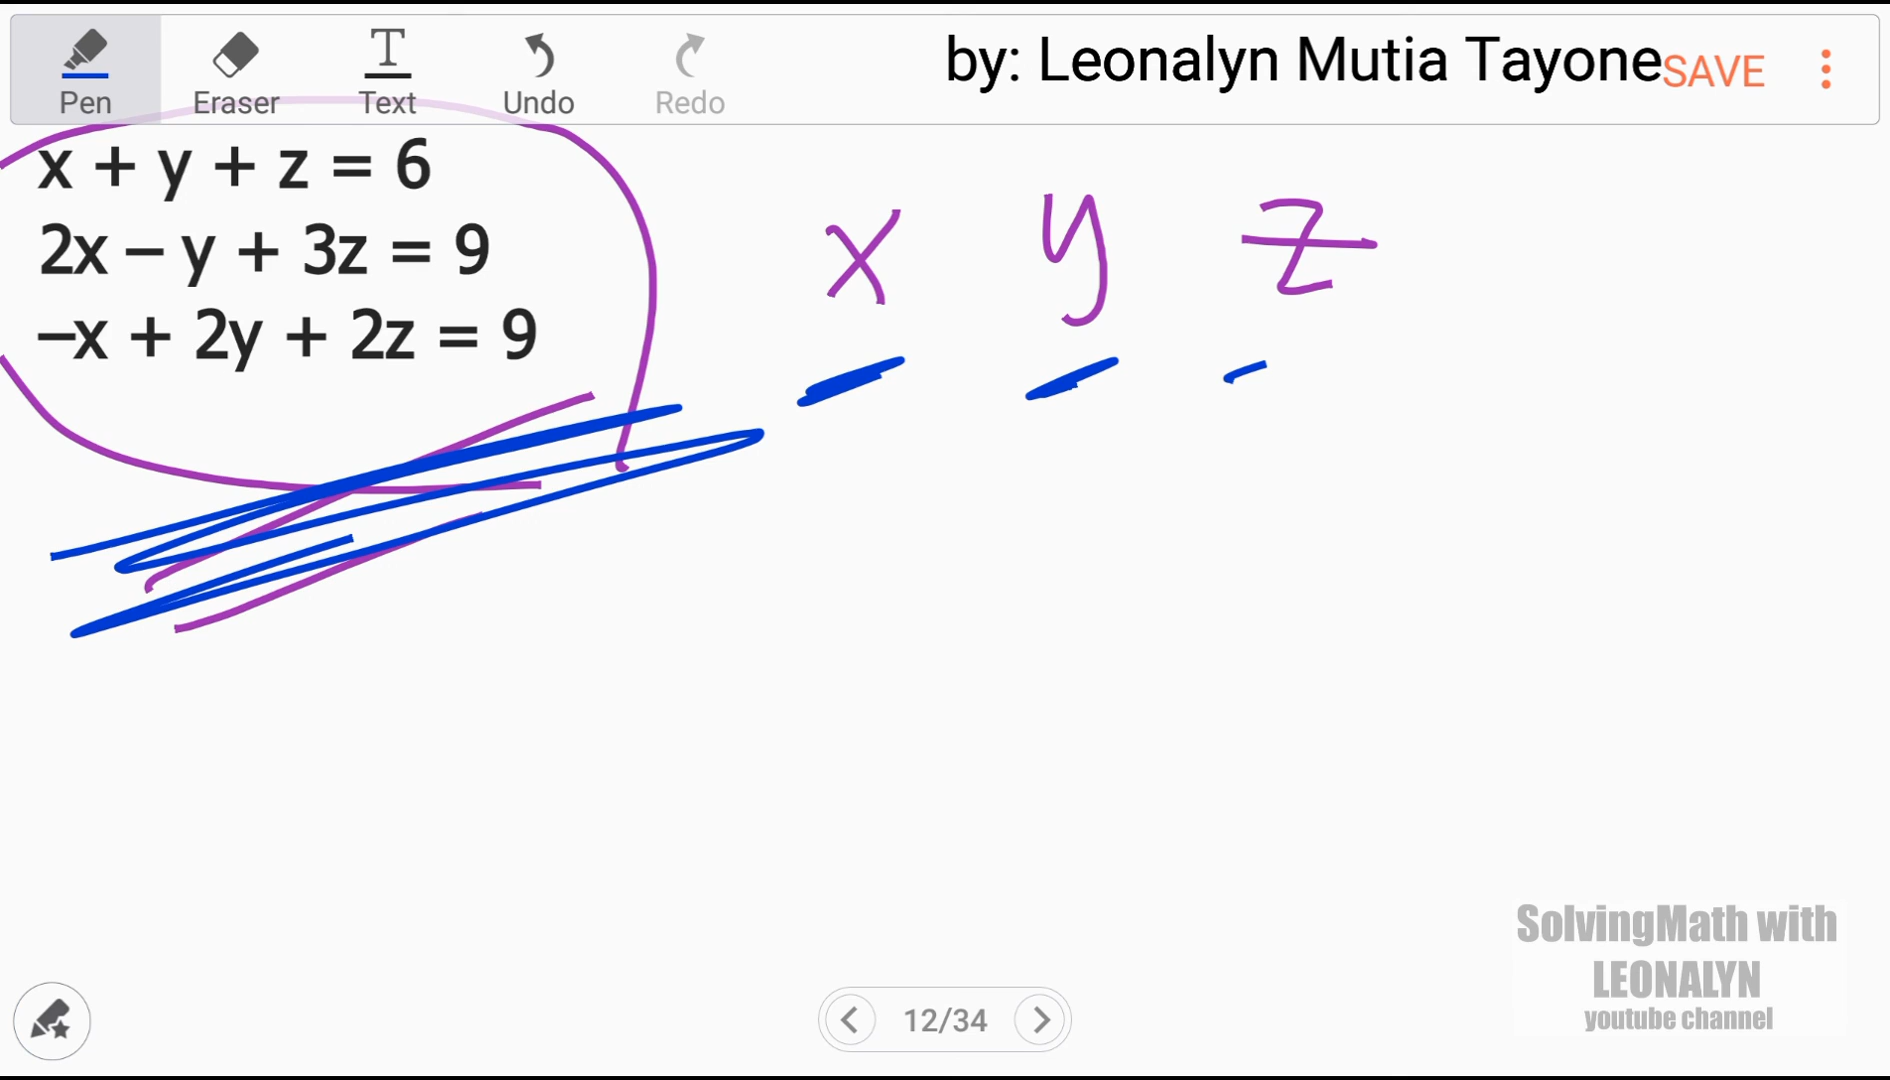 Pen Eraser Text Undo Redo
by: Leonalyn Mutia Tayone SAVE
x + y + z = 6
2x – y + 3z = 9
–x + 2y + 2z = 9
x y z
SolvingMath with
LEONALYN
youtube channel
12/34